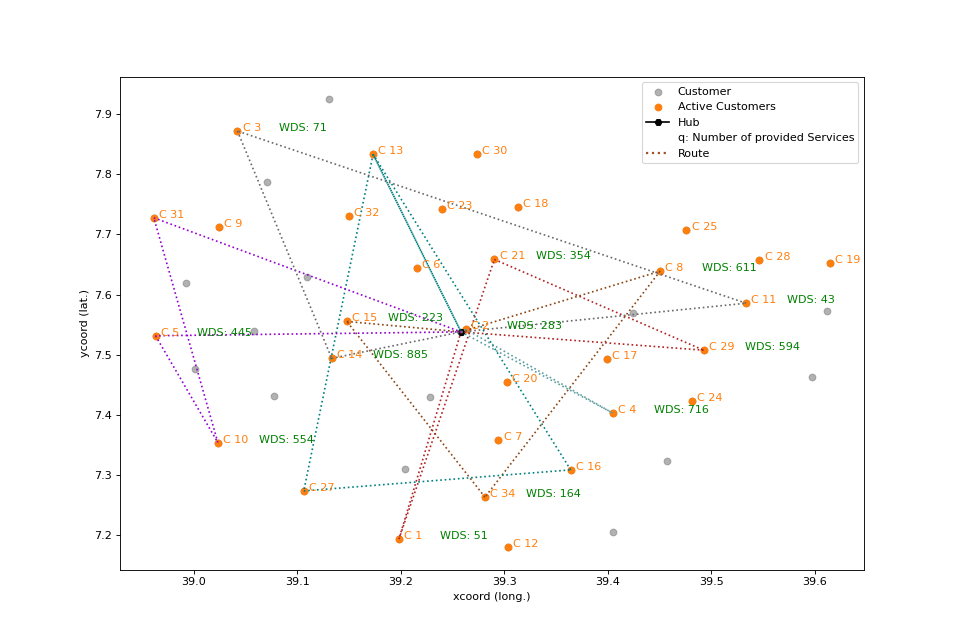 Customer
Active Customers
Hub
q: Number of provided Services
Route
7.9
7.8
7.7
7.6
7.5
7.4
7.3
7.2
ycoord (lat.)
C 3 WDS: 71
C 13
C 30
C 31
C 9
C 32
C 23
C 18
C 25
C 21 WDS: 354
C 28
C 19
C 6
C 8 WDS: 611
C 11 WDS: 43
C 15 WDS: 223
C 2 WDS: 283
C 5 WDS: 445
C 14 WDS: 885
C 29 WDS: 594
C 17
C 20
C 24
C 4 WDS: 716
C 10 WDS: 554
C 7
C 16
C 27
C 34 WDS: 164
C 1 WDS: 51
C 12
39.0 39.1 39.2 39.3 39.4 39.5 39.6
xcoord (long.)